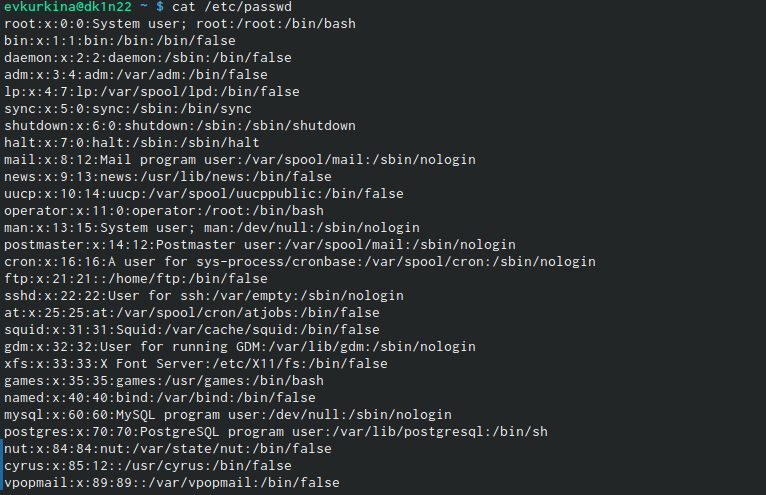 evkurkina@dk1n22 ~ $ cat /etc/passwd
root:x:0:0:System user; root:/root:/bin/bash
bin:x:1:1:bin:/bin:/bin/false
daemon:x:2:2:daemon:/sbin:/bin/false
adm:x:3:4:adm:/var/adm:/bin/false
lp:x:4:7:lp:/var/spool/lpd:/bin/false
sync:x:5:0:sync:/sbin:/bin/sync
shutdown:x:6:0:shutdown:/sbin:/sbin/shutdown
halt:x:7:0:halt:/sbin:/sbin/halt
mail:x:8:12:Mail program user:/var/spool/mail:/sbin/nologin
news:x:9:13:news:/usr/lib/news:/bin/false
uucp:x:10:14:uucp:/var/spool/uucppublic:/bin/false
operator:x:11:0:operator:/root:/bin/bash
man:x:13:15:System user; man:/dev/null:/sbin/nologin
postmaster:x:14:12:Postmaster user:/var/spool/mail:/sbin/nologin
cron:x:16:16:A user for sys-process/cronbase:/var/spool/cron:/sbin/nologin
ftp:x:21:21::/home/ftp:/bin/false
sshd:x:22:22:User for ssh:/var/empty:/sbin/nologin
at:x:25:25:at:/var/spool/cron/atjobs:/bin/false
squid:x:31:31:Squid:/var/cache/squid:/bin/false
gdm:x:32:32:User for running GDM:/var/lib/gdm:/sbin/nologin
xfs:x:33:33:X Font Server:/etc/X11/fs:/bin/false
games:x:35:35:games:/usr/games:/bin/bash
named:x:40:40:bind:/var/bind:/bin/false
mysql:x:60:60:MySQL program user:/dev/null:/sbin/nologin
postgres:x:70:70:PostgreSQL program user:/var/lib/postgresql:/bin/sh
nut:x:84:84:nut:/var/state/nut:/bin/false
cyrus:x:85:12::/usr/cyrus:/bin/false
vpopmail:x:89:89::/var/vpopmail:/bin/false